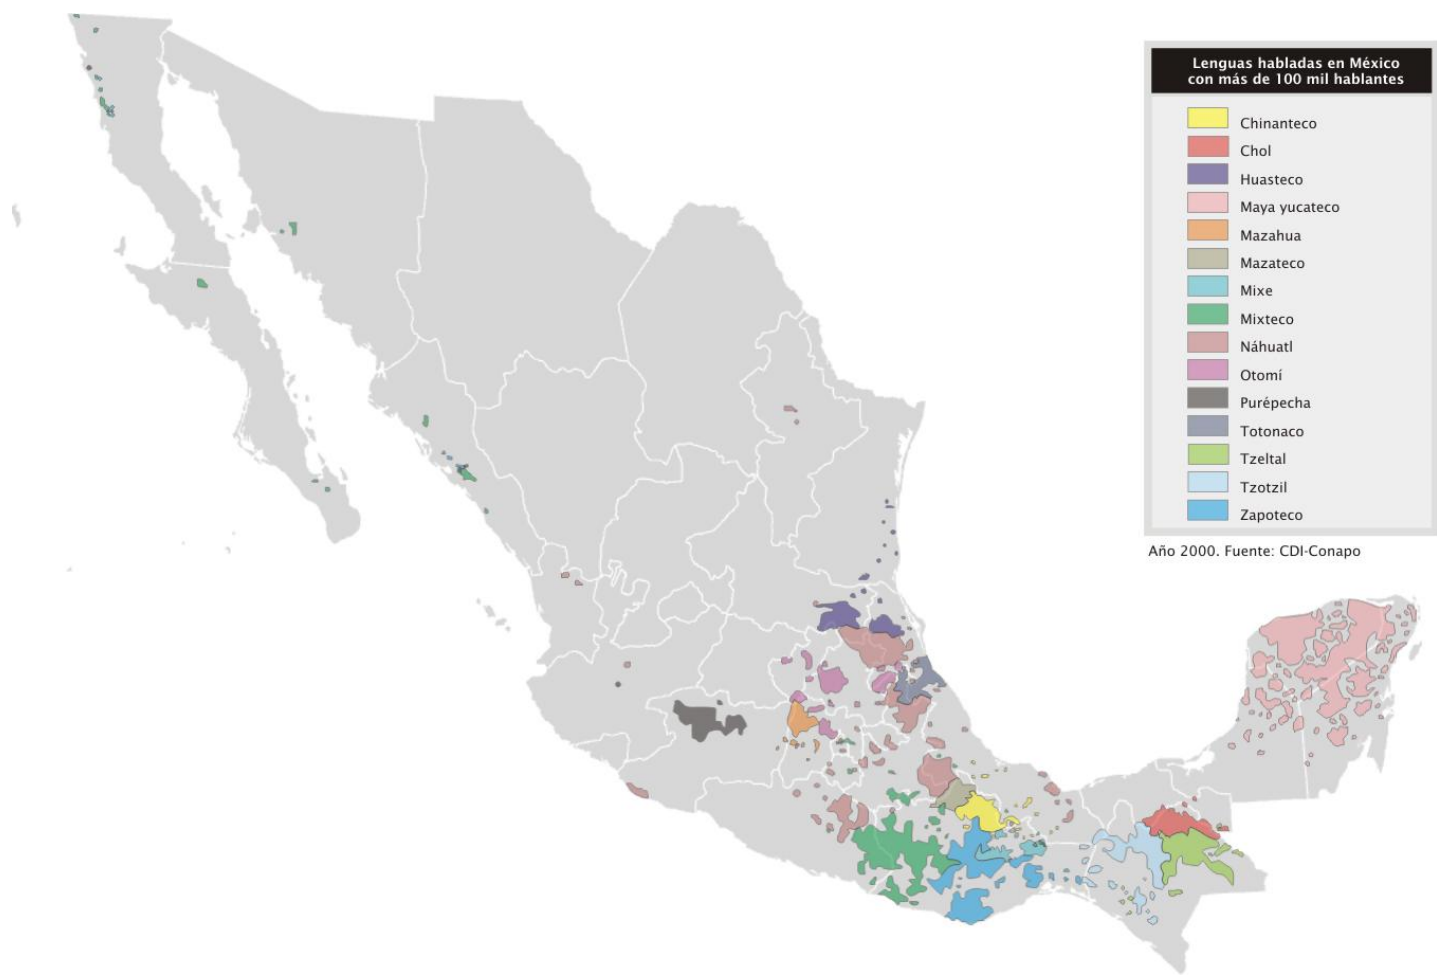 Lenguas habladas en México
con más de 100 mil hablantes
Chinanteco
Chol
Huasteco
Maya yucateco
Mazahua
Mazateco
Mixe
Mixteco
Náhuatl
Otomí
Purépecha
Totonaco
Tzeltal
Tzotzil
Zapoteco
Año 2000. Fuente: CDI-Conapo